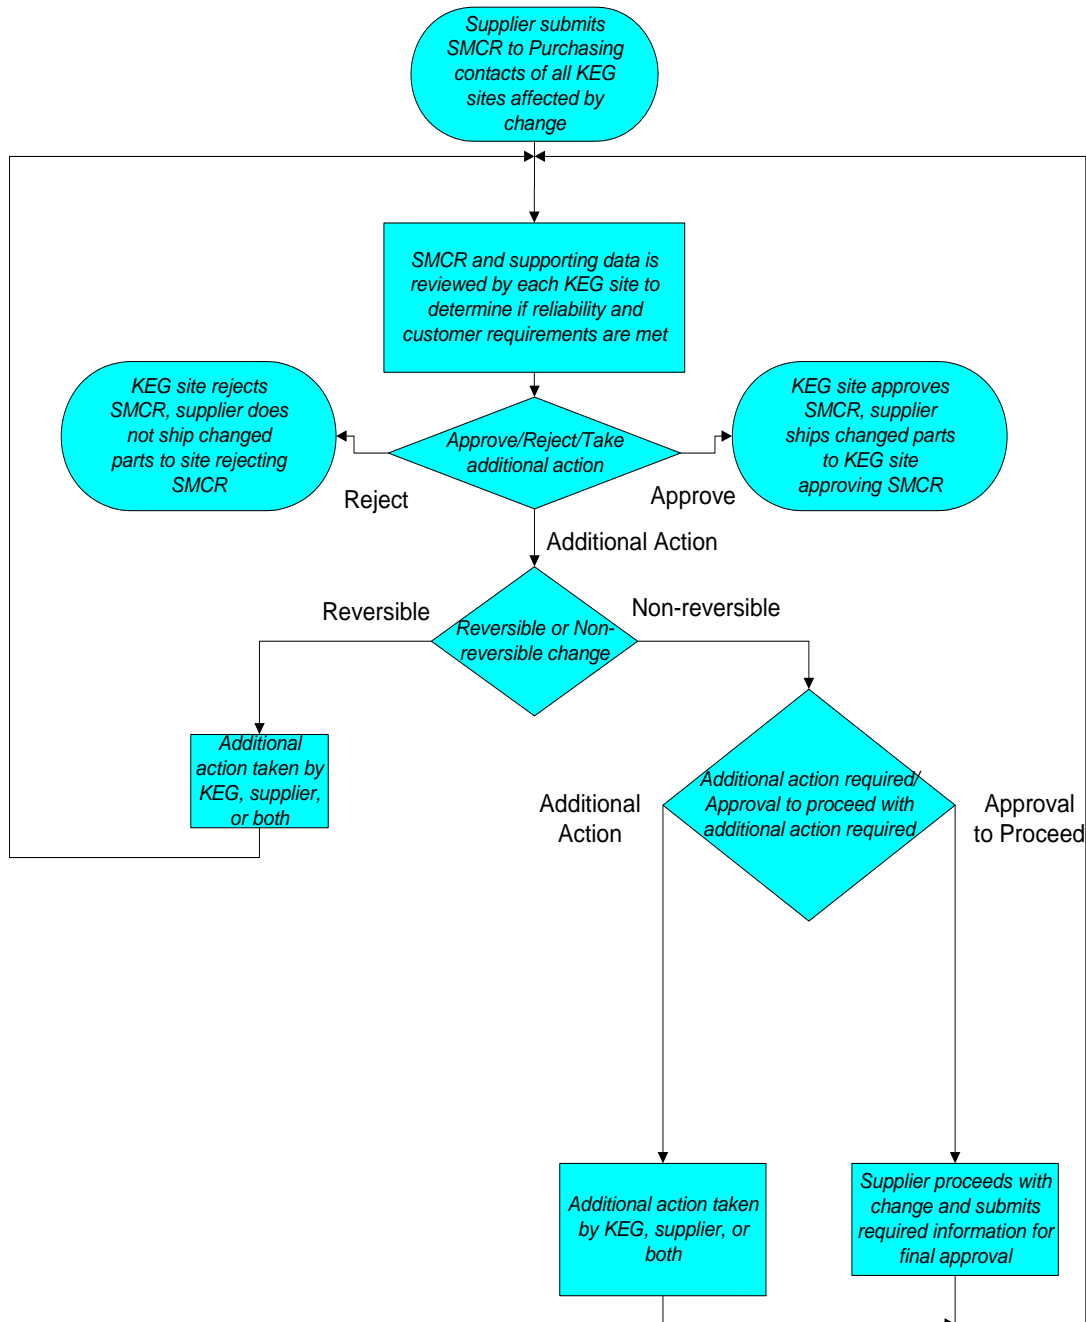 Supplier submits
SMCR to Purchasing
contacts of all KEG
sites affected by
change
SMCR and supporting data is
reviewed by each KEG site to
determine if reliability and
customer requirements are met
KEG site rejects
SMCR, supplier does
not ship changed
parts to site rejecting
SMCR
Approve/Reject/Take
additional action
KEG site approves
SMCR, supplier
ships changed parts
to KEG site
approving SMCR
Reject
Approve
Additional Action
Reversible
Non-reversible
Reversible or Non-
reversible change
Additional
action taken by
KEG, supplier,
or both
Additional action required/
Approval to proceed with
additional action required
Additional
Action
Approval
to Proceed
Additional action taken
by KEG, supplier, or
both
Supplier proceeds with
change and submits
required information for
final approval